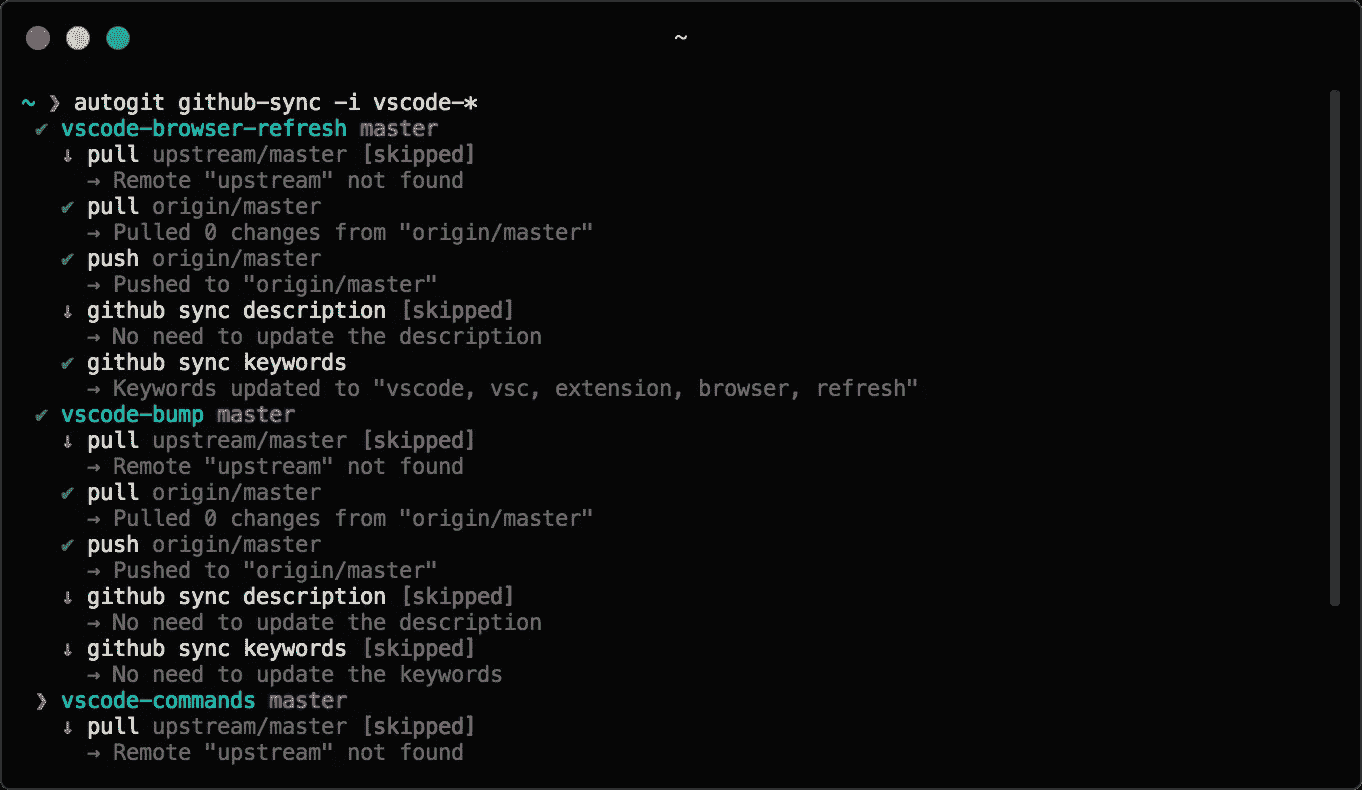 ~
~ ❯ autogit github-sync -i vscode-*
✔ vscode-browser-refresh master
↓ pull upstream/master [skipped]
→ Remote "upstream" not found
✔ pull origin/master
→ Pulled 0 changes from "origin/master"
✔ push origin/master
→ Pushed to "origin/master"
↓ github sync description [skipped]
→ No need to update the description
✔ github sync keywords
→ Keywords updated to "vscode, vsc, extension, browser, refresh"
✔ vscode-bump master
↓ pull upstream/master [skipped]
→ Remote "upstream" not found
✔ pull origin/master
→ Pulled 0 changes from "origin/master"
✔ push origin/master
→ Pushed to "origin/master"
↓ github sync description [skipped]
→ No need to update the description
↓ github sync keywords [skipped]
→ No need to update the keywords
❯ vscode-commands master
↓ pull upstream/master [skipped]
→ Remote "upstream" not found